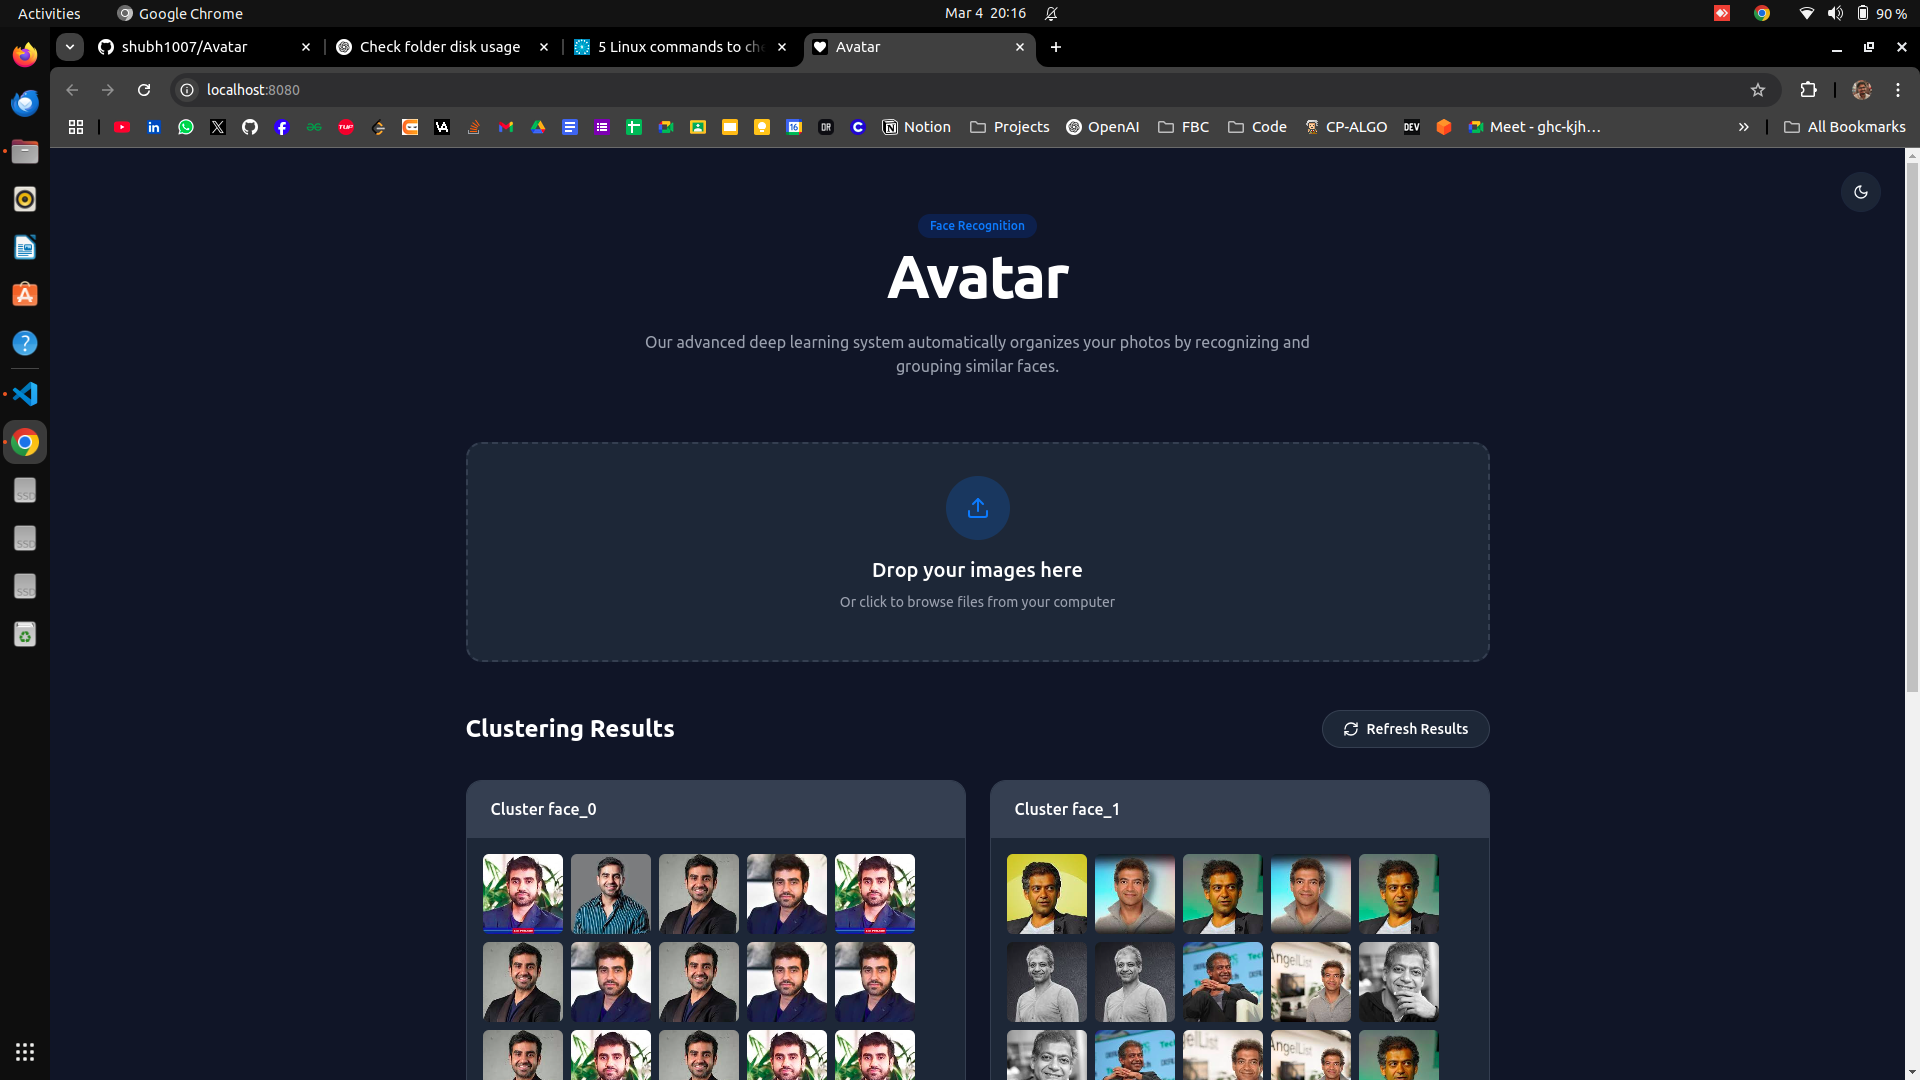 Activities
Google Chrome
Mar 4 20:16
90 %
shubh1007/Avatar
Check folder disk usage
5 Linux commands to che
Avatar
localhost:8080
Notion
Projects
OpenAI
FBC
Code
CP-ALGO
DEV
Meet - ghc-kjh…
All Bookmarks
Face Recognition
Avatar
Our advanced deep learning system automatically organizes your photos by recognizing and
grouping similar faces.
Drop your images here
Or click to browse files from your computer
Clustering Results
Refresh Results
Cluster face_0
Cluster face_1